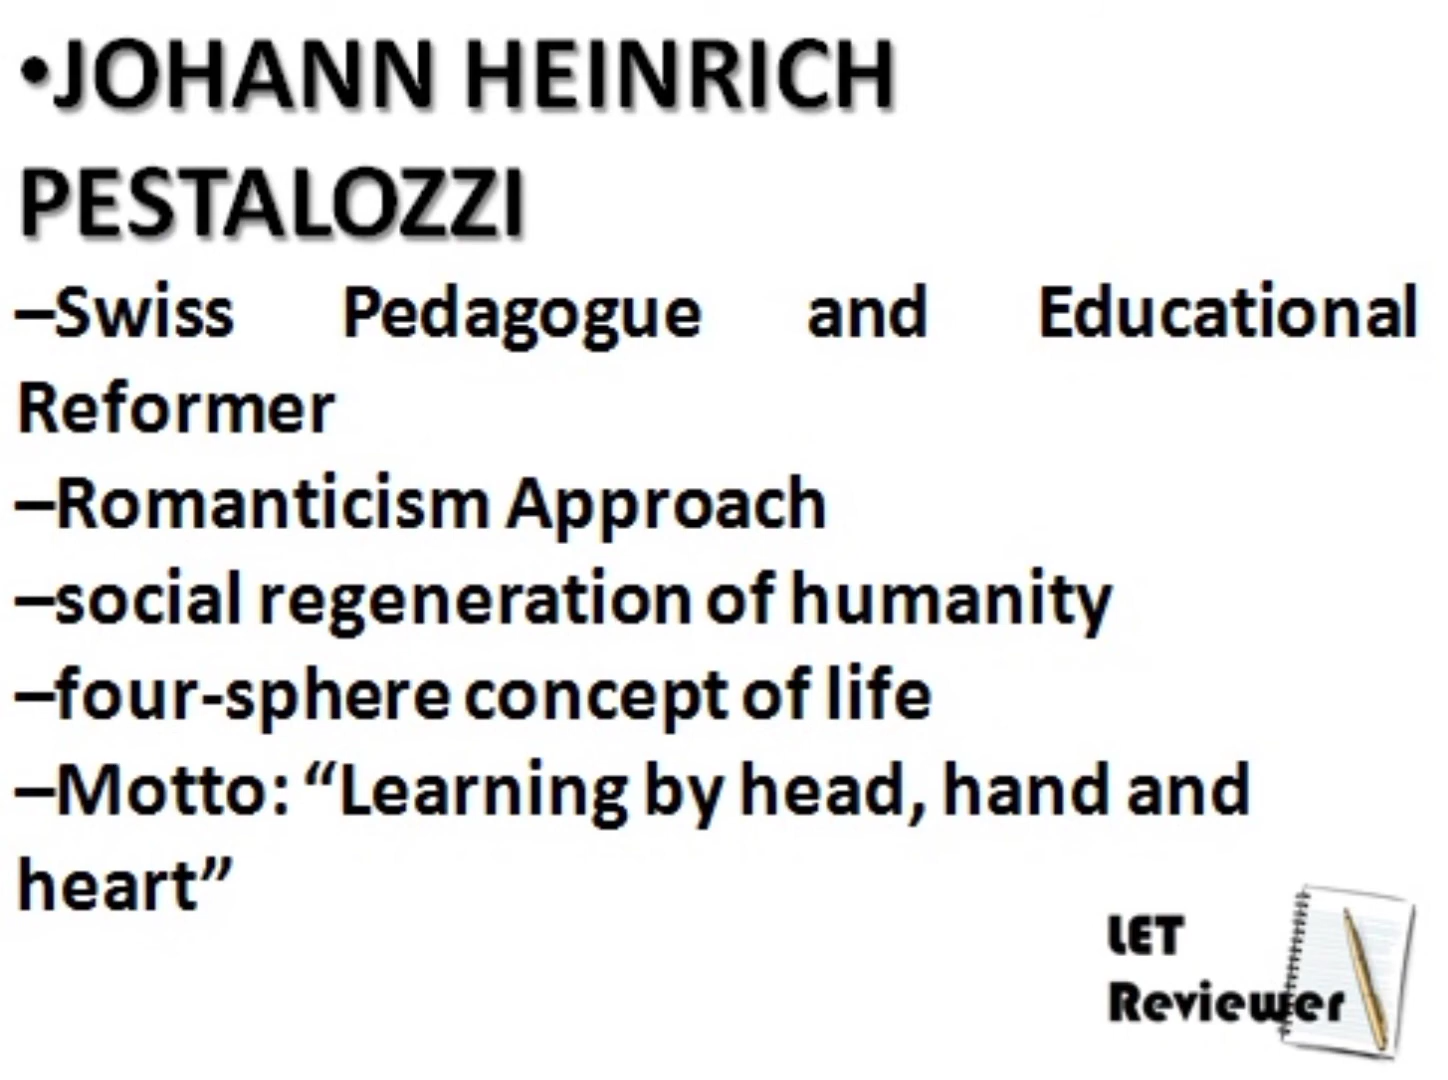 •JOHANN HEINRICH
PESTALOZZI
–Swiss Pedagogue and Educational
Reformer
–Romanticism Approach
–social regeneration of humanity
–four-sphere concept of life
–Motto: “Learning by head, hand and
heart”
LET
Reviewer